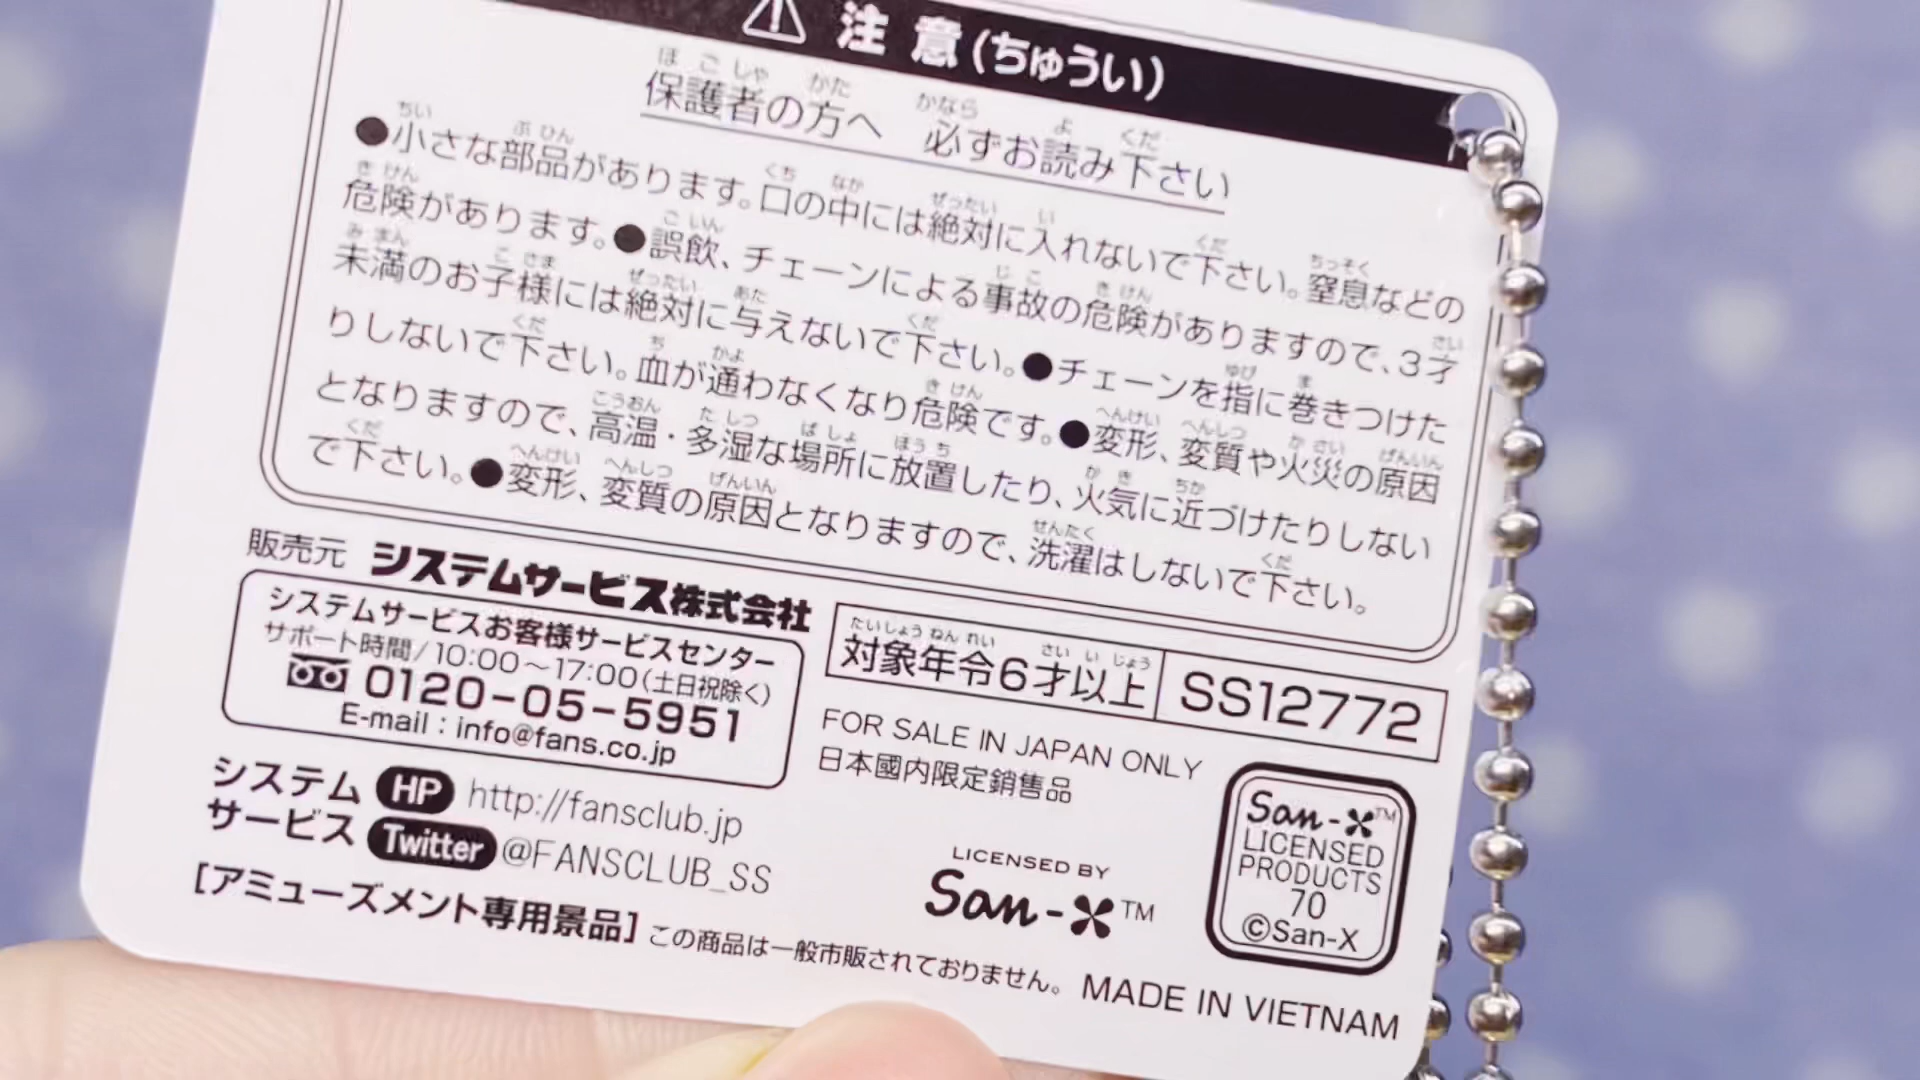 ⚠ 注意(ちゅうい)
保護者の方へ 必ずお読み下さい
●小さな部品があります。口の中には絶対に入れないで下さい。窒息などの
危険があります。●誤飲、チェーンによる事故の危険がありますので、3才
未満のお子様には絶対に与えないで下さい。●チェーンを指に巻きつけた
りしないで下さい。血が通わなくなり危険です。●変形、変質や火災の原因
となりますので、高温・多湿な場所に放置したり、火気に近づけたりしない
で下さい。●変形、変質の原因となりますので、洗濯はしないで下さい。
販売元 システムサービス株式会社
システムサービスお客様サービスセンター
サポート時間/10:00～17:00(土日祝除く)
0120-05-5951
E-mail：info@fans.co.jp
システム HP http://fansclub.jp
サービス Twitter @FANSCLUB_SS
[アミューズメント専用景品] この商品は一般市販されておりません。
対象年令6才以上 SS12772
FOR SALE IN JAPAN ONLY
日本國内限定銷售品
LICENSED BY
San-X™
San-X™
LICENSED
PRODUCTS
70
©San-X
MADE IN VIETNAM